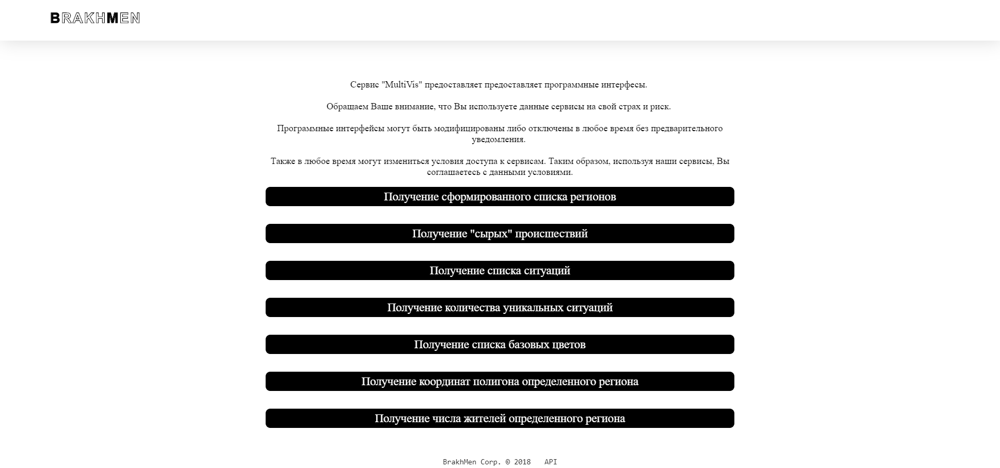 BRAKHMEN
Сервис "MultiVis" предоставляет предоставляет программные интерфесы.
Обращаем Ваше внимание, что Вы используете данные сервисы на свой страх и риск.
Программные интерфейсы могут быть модифицированы либо отключены в любое время без предварительного
уведомления.
Также в любое время могут измениться условия доступа к сервисам. Таким образом, используя наши сервисы, Вы
соглашаетесь с данными условиями.
Получение сформированного списка регионов
Получение "сырых" происшествий
Получение списка ситуаций
Получение количества уникальных ситуаций
Получение списка базовых цветов
Получение координат полигона определенного региона
Получение числа жителей определенного региона
BrakhMen Corp. © 2018 API